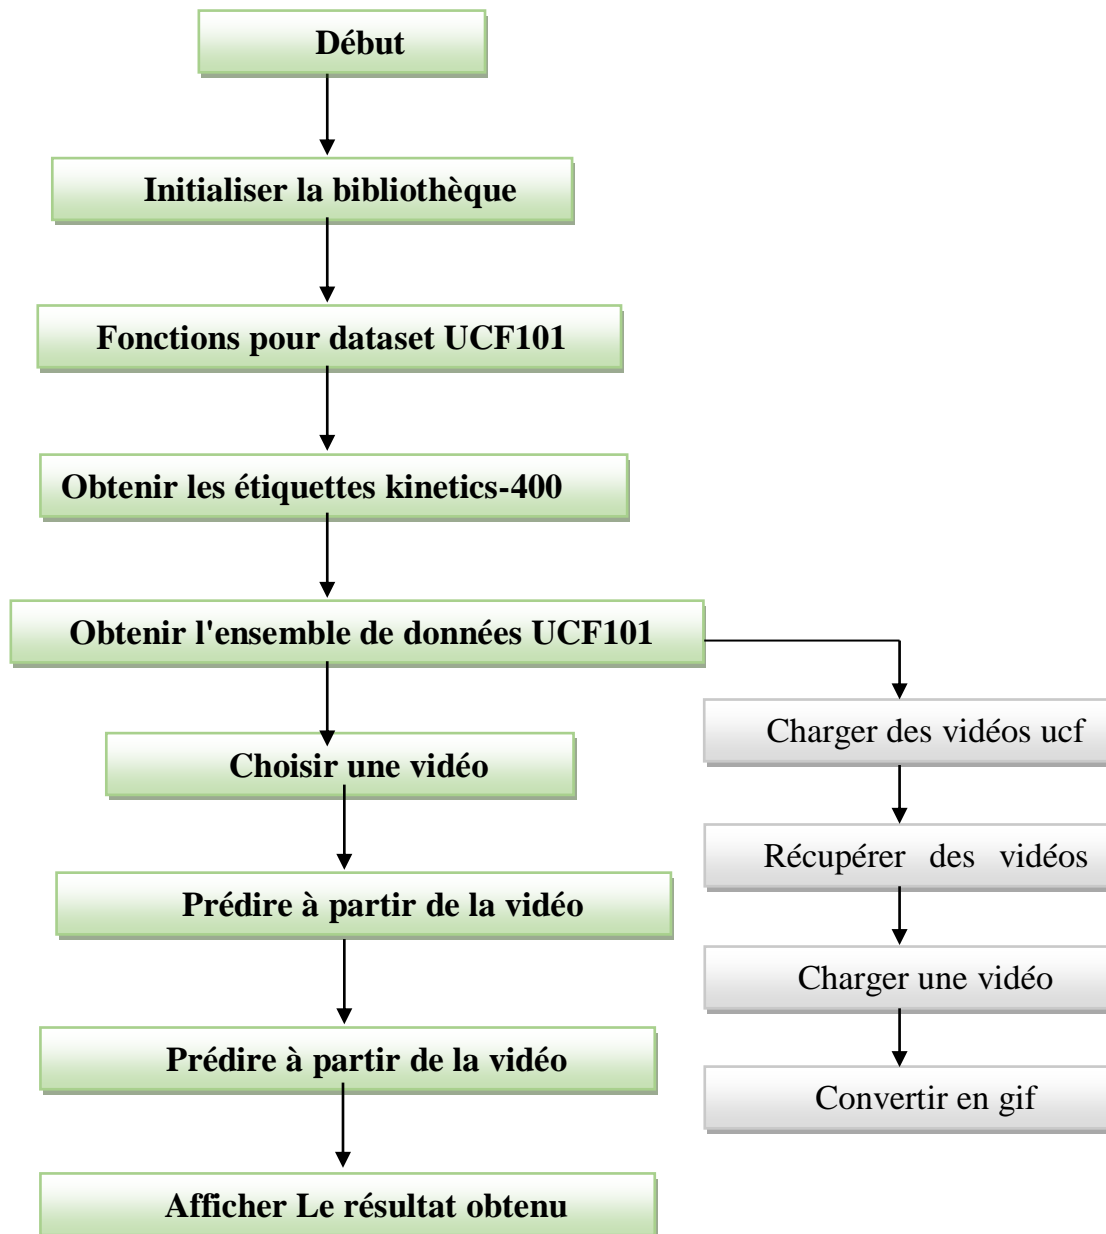 Début
Initialiser la bibliothèque
Fonctions pour dataset UCF101
Obtenir les étiquettes kinetics-400
Obtenir l'ensemble de données UCF101
Choisir une vidéo
Prédire à partir de la vidéo
Prédire à partir de la vidéo
Afficher Le résultat obtenu
Charger des vidéos ucf
Récupérer des vidéos
Charger une vidéo
Convertir en gif